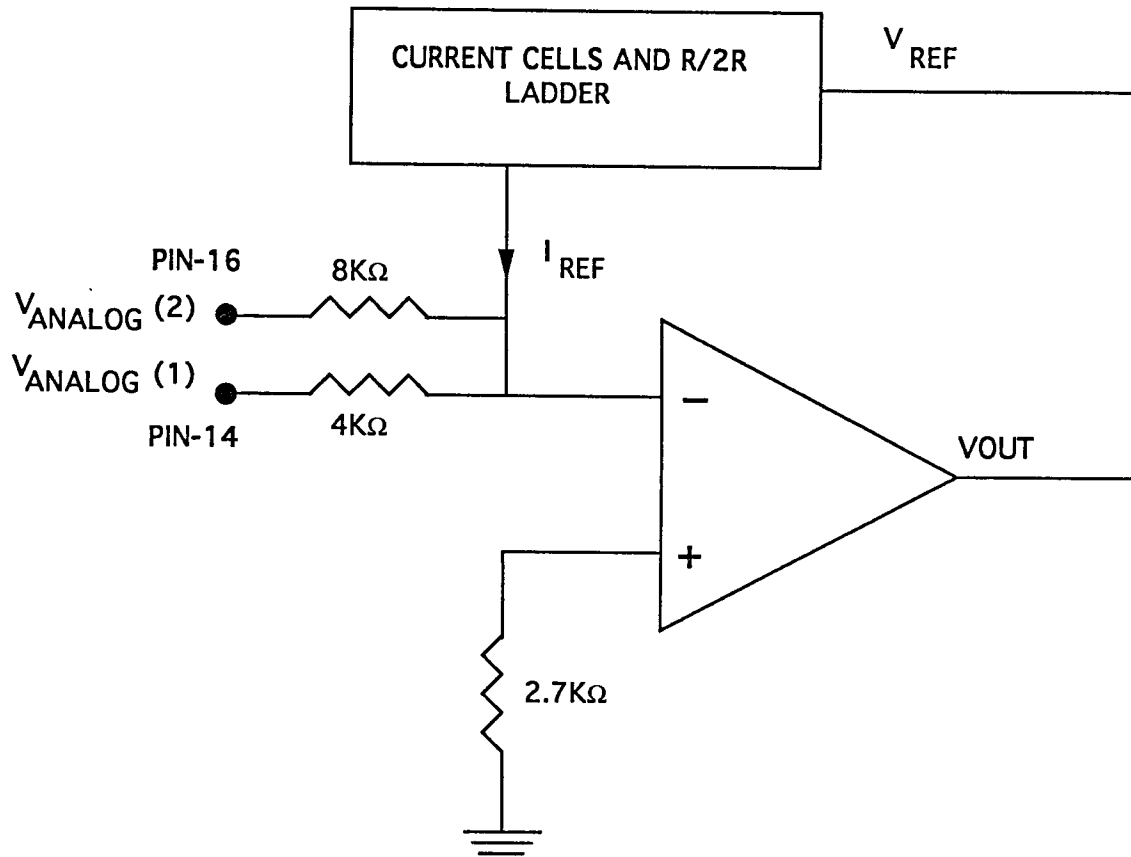 CURRENT CELLS AND R/2R
LADDER
V REF
I REF
PIN-16
8KΩ
V ANALOG (2)
V ANALOG (1)
4KΩ
PIN-14
−
VOUT
+
2.7KΩ